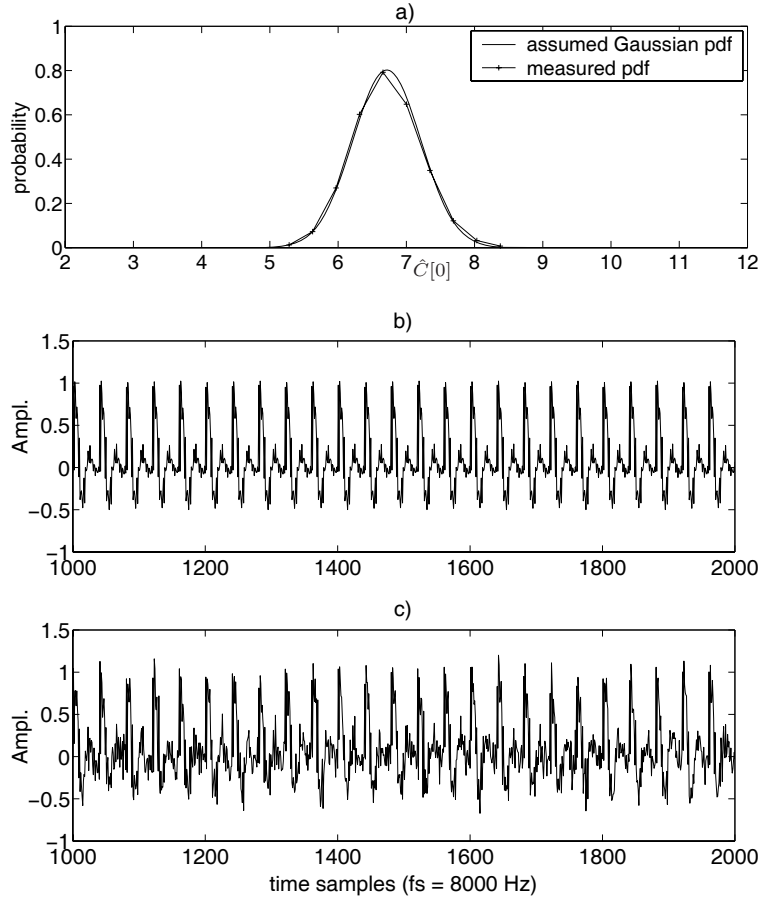 a)
1
0.8
0.6
0.4
0.2
0
probability
assumed Gaussian pdf
measured pdf
2 3 4 5 6 7 8 9 10 11 12
Ĉ[0]
b)
1.5
1
0.5
0
−0.5
−1
Ampl.
1000 1200 1400 1600 1800 2000
c)
1.5
1
0.5
0
−0.5
−1
Ampl.
1000 1200 1400 1600 1800 2000
time samples (fs = 8000 Hz)